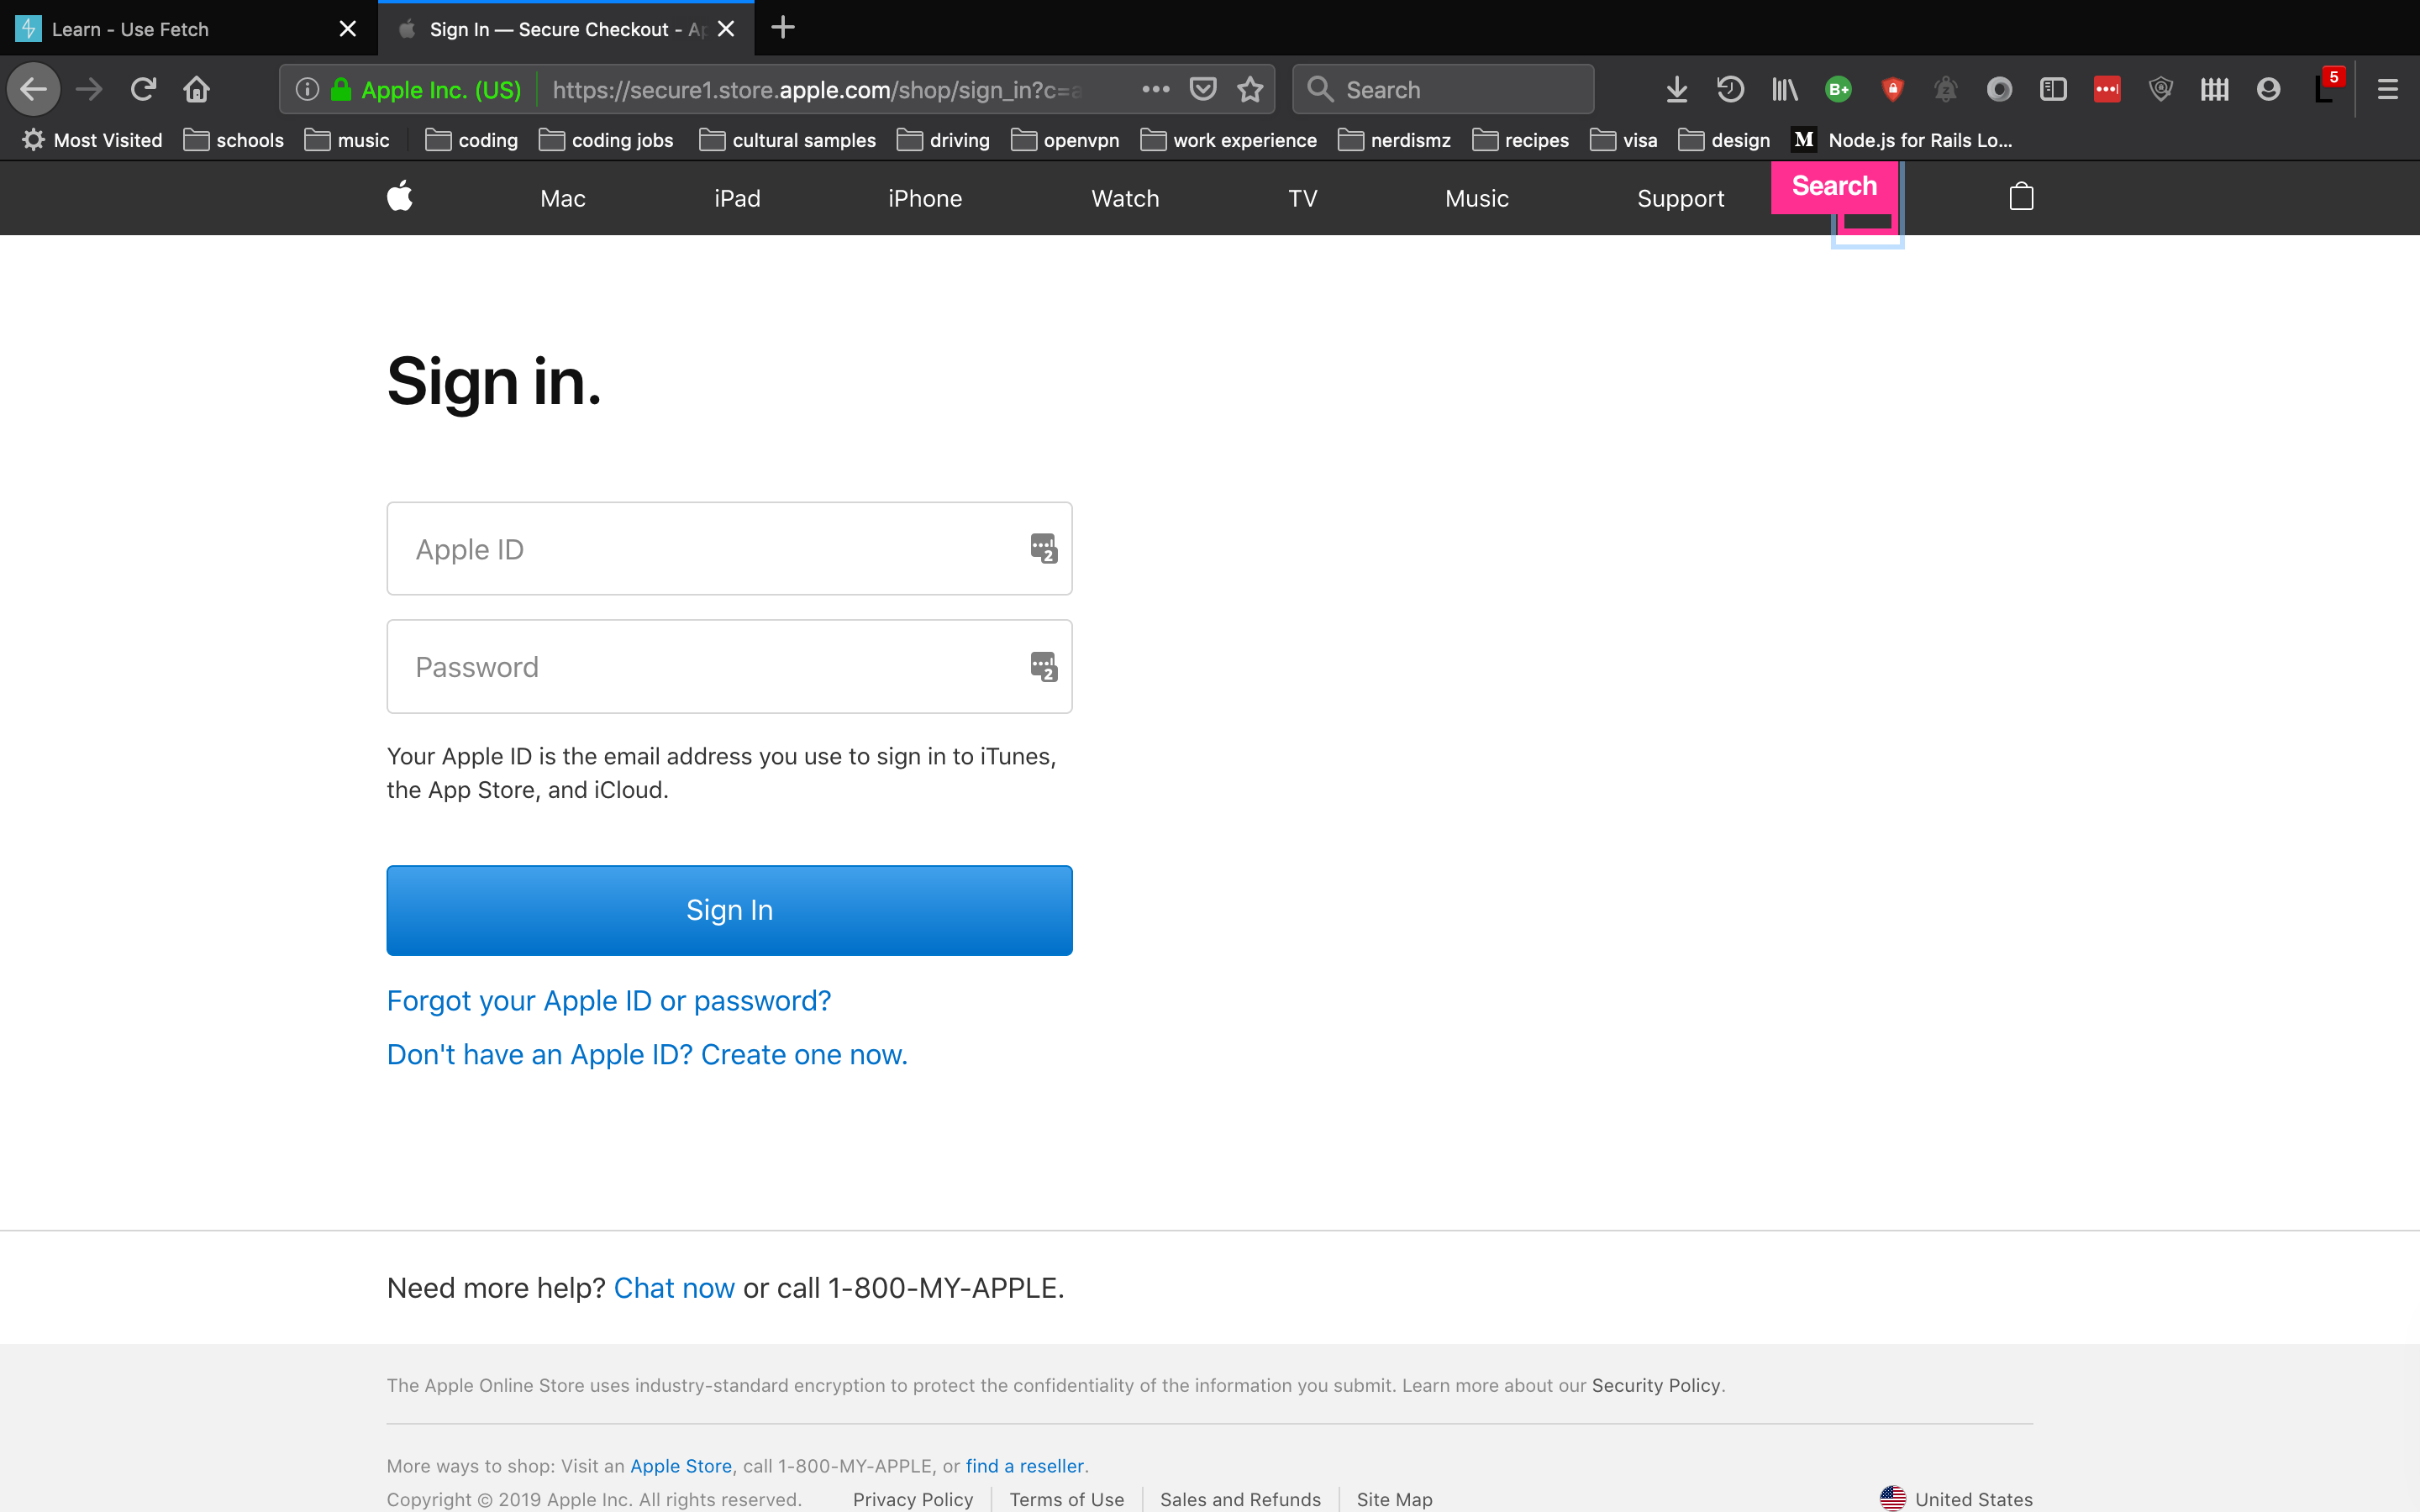 Learn - Use Fetch
Sign In — Secure Checkout - Ap
Apple Inc. (US) https://secure1.store.apple.com/shop/sign_in?c=a
Search
B+
5
Most Visited schools music coding coding jobs cultural samples driving openvpn work experience nerdismz recipes visa design M Node.js for Rails Lo...
Mac iPad iPhone Watch TV Music Support Search
Sign in.
Apple ID
2
Password
2
Your Apple ID is the email address you use to sign in to iTunes,
the App Store, and iCloud.
Sign In
Forgot your Apple ID or password?
Don't have an Apple ID? Create one now.
Need more help? Chat now or call 1-800-MY-APPLE.
The Apple Online Store uses industry-standard encryption to protect the confidentiality of the information you submit. Learn more about our Security Policy.
More ways to shop: Visit an Apple Store, call 1-800-MY-APPLE, or find a reseller.
Copyright © 2019 Apple Inc. All rights reserved. Privacy Policy Terms of Use Sales and Refunds Site Map United States